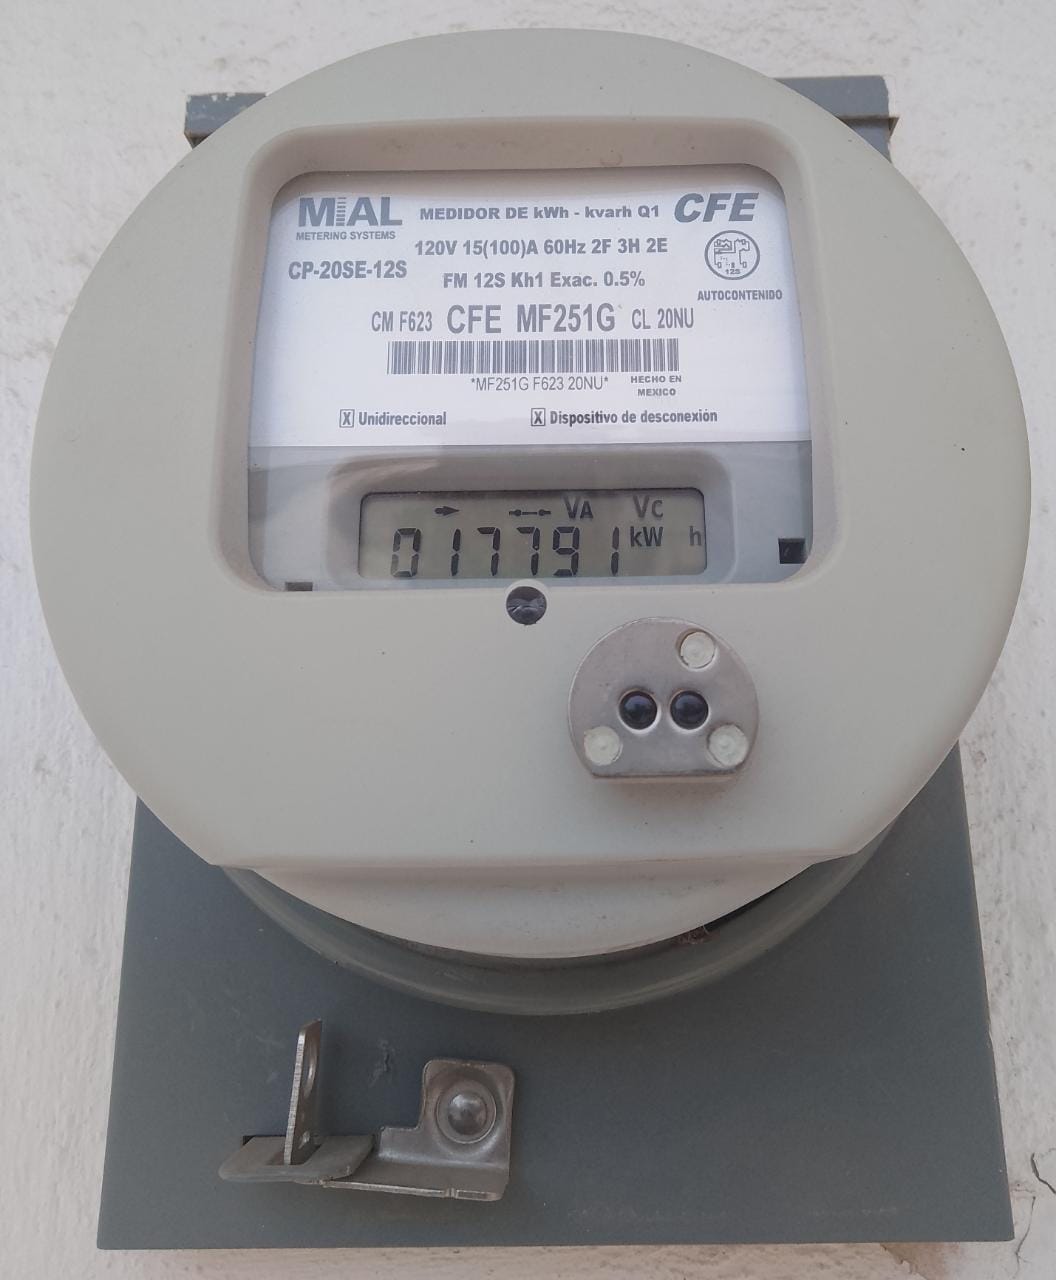 MIAL
METERING SYSTEMS
MEDIDOR DE kWh - kvarh Q1
CFE
120V 15(100)A 60Hz 2F 3H 2E
CP-20SE-12S
FM 12S Kh1 Exac. 0.5%
12S
AUTOCONTENIDO
CM F623 CFE MF251G CL 20NU
*MF251G F623 20NU*
HECHO EN
MEXICO
X Unidireccional
X Dispositivo de desconexión
VA VC
017791 kW h